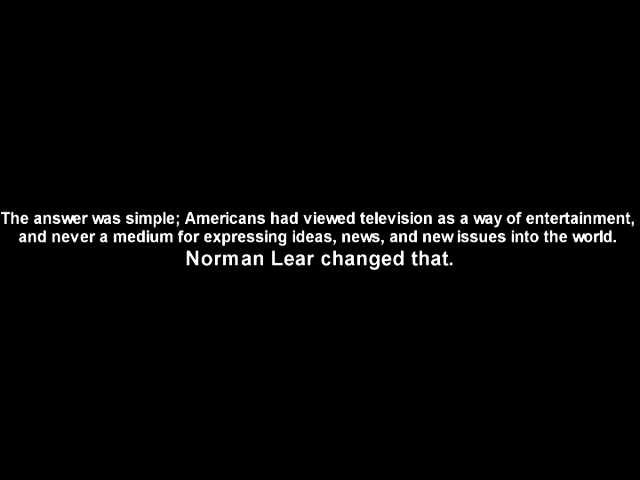 The answer was simple; Americans had viewed television as a way of entertainment,
and never a medium for expressing ideas, news, and new issues into the world.
Norman Lear changed that.